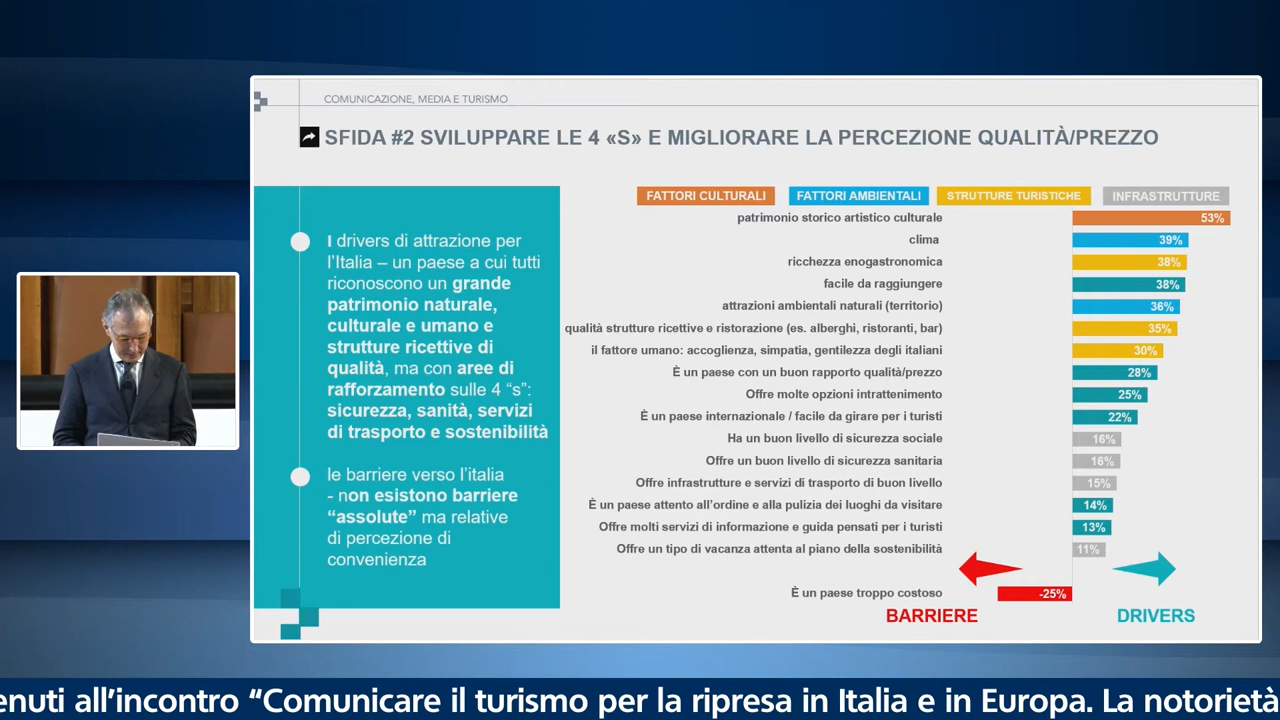 COMUNICAZIONE, MEDIA E TURISMO
SFIDA #2 SVILUPPARE LE 4 «S» E MIGLIORARE LA PERCEZIONE QUALITÀ/PREZZO
I drivers di attrazione per
l'Italia – un paese a cui tutti
riconoscono un grande
patrimonio naturale,
culturale e umano e
strutture ricettive di
qualità, ma con aree di
rafforzamento sulle 4 “s”:
sicurezza, sanità, servizi
di trasporto e sostenibilità
le barriere verso l'italia
- non esistono barriere
“assolute” ma relative
di percezione di
convenienza
FATTORI CULTURALI FATTORI AMBIENTALI STRUTTURE TURISTICHE INFRASTRUTTURE
patrimonio storico artistico culturale 53%
clima 39%
ricchezza enogastronomica 38%
facile da raggiungere 38%
attrazioni ambientali naturali (territorio) 36%
qualità strutture ricettive e ristorazione (es. alberghi, ristoranti, bar) 35%
il fattore umano: accoglienza, simpatia, gentilezza degli italiani 30%
È un paese con un buon rapporto qualità/prezzo 28%
Offre molte opzioni intrattenimento 25%
È un paese internazionale / facile da girare per i turisti 22%
Ha un buon livello di sicurezza sociale 16%
Offre un buon livello di sicurezza sanitaria 16%
Offre infrastrutture e servizi di trasporto di buon livello 15%
È un paese attento all'ordine e alla pulizia dei luoghi da visitare 14%
Offre molti servizi di informazione e guida pensati per i turisti 13%
Offre un tipo di vacanza attenta al piano della sostenibilità 11%
È un paese troppo costoso -25%
BARRIERE DRIVERS
enuti all'incontro “Comunicare il turismo per la ripresa in Italia e in Europa. La notorietà